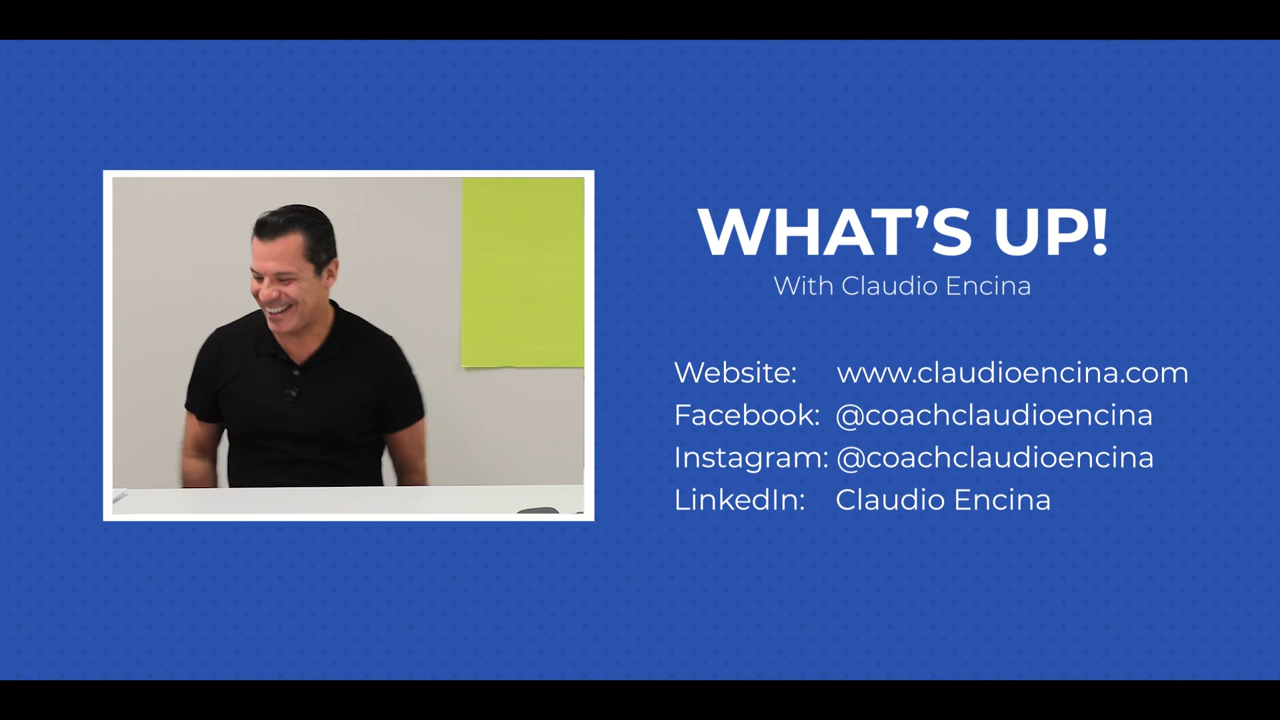 WHAT’S UP!
With Claudio Encina
Website: www.claudioencina.com
Facebook: @coachclaudioencina
Instagram: @coachclaudioencina
LinkedIn: Claudio Encina